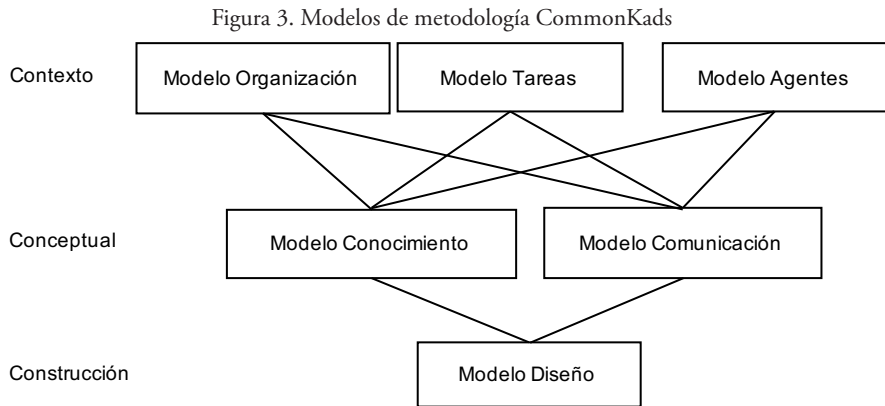 Figura 3. Modelos de metodología CommonKads
Contexto
Modelo Organización
Modelo Tareas
Modelo Agentes
Conceptual
Modelo Conocimiento
Modelo Comunicación
Construcción
Modelo Diseño